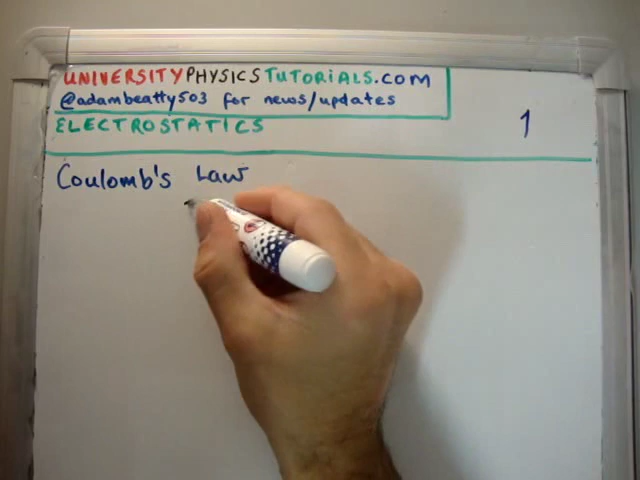 UNIVERSITYPHYSICSTUTORIALS.COM
@adambeatty503 for news/updates
ELECTROSTATICS
1
Coulomb's Law